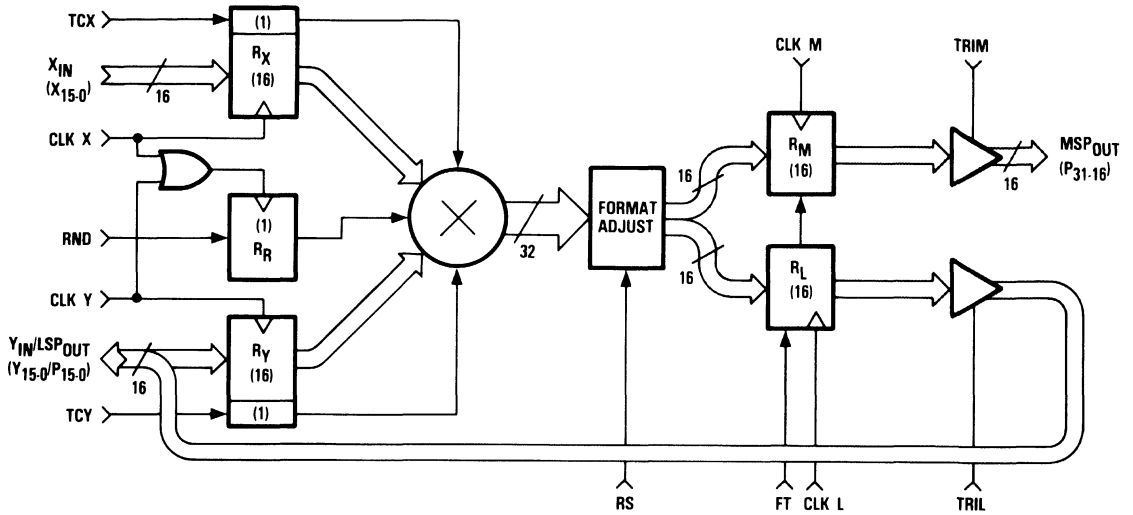 TCX
(1)
RX
(16)
XIN
(X15-0)
16
CLK X
(1)
RR
RND
CLK Y
YIN/LSPOUT
(Y15-0/P15-0)
16
RY
(16)
TCY
(1)
32
FORMAT
ADJUST
16
16
CLK M
RM
(16)
TRIM
MSPOUT
(P31-16)
16
RL
(16)
RS
FT
CLK L
TRIL